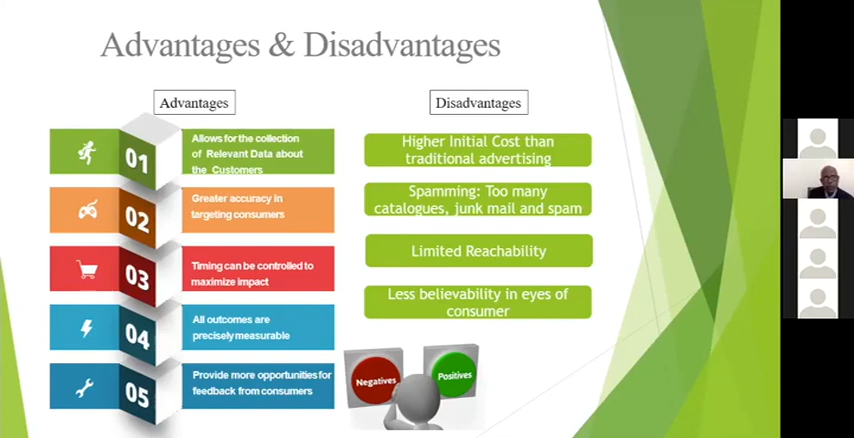 Advantages & Disadvantages
Advantages
01
Allows for the collection
of Relevant Data about
the Customers
02
Greater accuracy in
targeting consumers
03
Timing can be controlled to
maximize impact
04
All outcomes are
precisely measurable
05
Provide more opportunities for
feedback from consumers
Disadvantages
Higher Initial Cost than
traditional advertising
Spamming: Too many
catalogues, junk mail and spam
Limited Reachability
Less believability in eyes of
consumer
Negatives
Positives